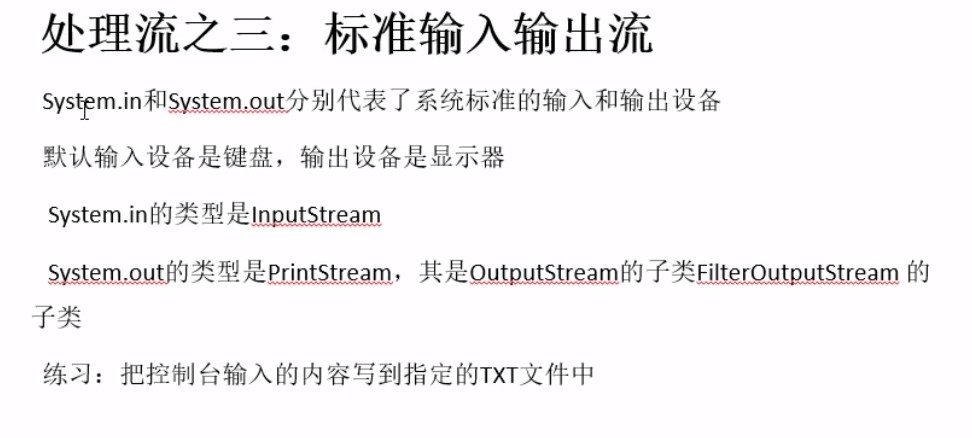 处理流之三：标准输入输出流
System.in和System.out分别代表了系统标准的输入和输出设备
默认输入设备是键盘，输出设备是显示器
System.in的类型是InputStream
System.out的类型是PrintStream，其是OutputStream的子类FilterOutputStream 的
子类
练习：把控制台输入的内容写到指定的TXT文件中